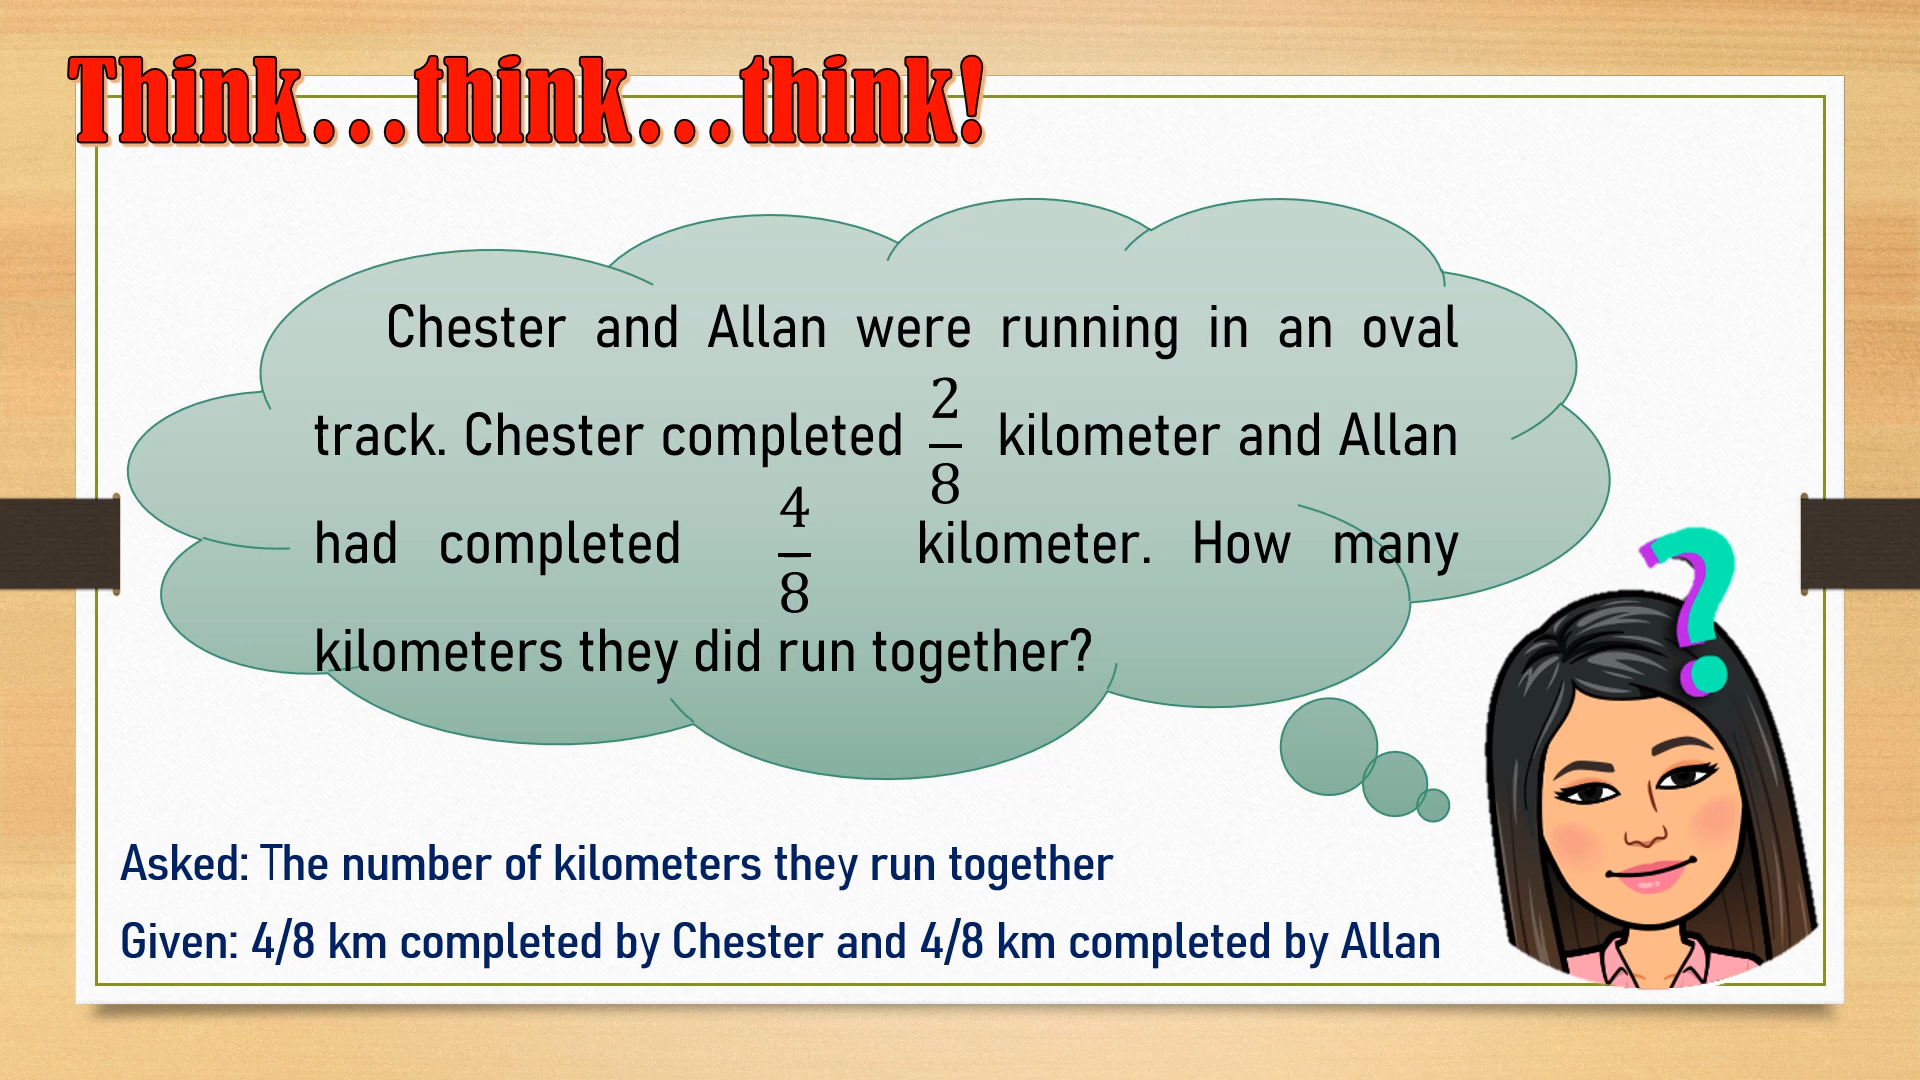 Think...think...think!
Chester and Allan were running in an oval
track. Chester completed 2/8 kilometer and Allan
had completed 4/8 kilometer. How many
kilometers they did run together?
?
Asked: The number of kilometers they run together
Given: 4/8 km completed by Chester and 4/8 km completed by Allan